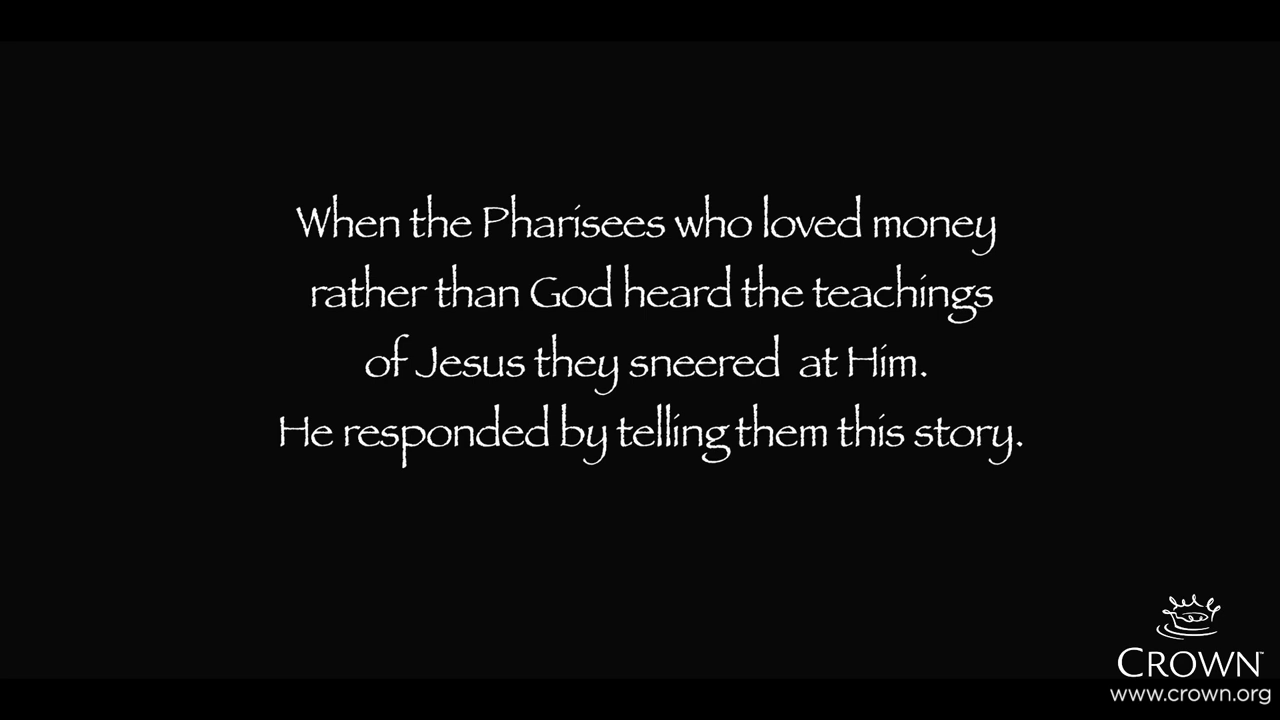 When the Pharisees who loved money
rather than God heard the teachings
of Jesus they sneered at Him.
He responded by telling them this story.
CROWN™
www.crown.org